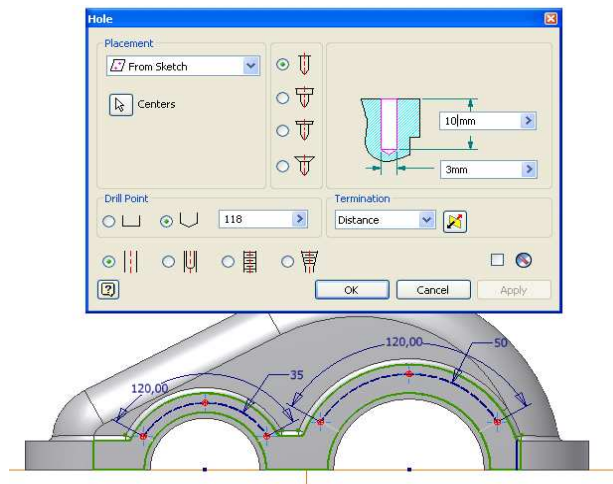 Hole
Placement
From Sketch
Centers
10mm
3mm
Drill Point
118
Termination
Distance
OK
Cancel
Apply
120,00
50
120,00
35